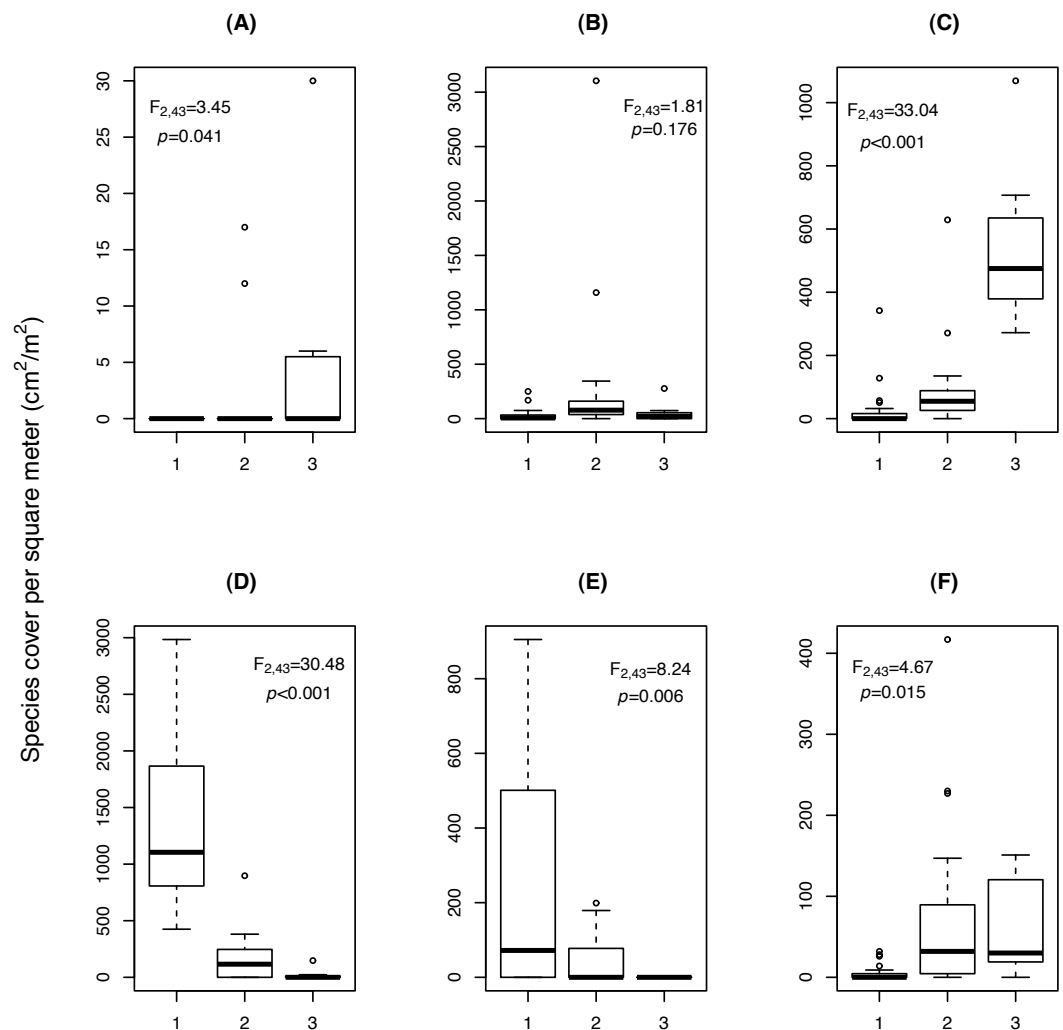 (A) (B) (C)
Species cover per square meter (cm²/m²)
0 5 10 15 20 25 30
F2,43=3.45
p=0.041
1 2 3
0 500 1000 1500 2000 2500 3000
F2,43=1.81
p=0.176
1 2 3
0 200 400 600 800 1000
F2,43=33.04
p<0.001
1 2 3
(D) (E) (F)
0 500 1000 1500 2000 2500 3000
F2,43=30.48
p<0.001
1 2 3
0 200 400 600 800
F2,43=8.24
p=0.006
1 2 3
0 100 200 300 400
F2,43=4.67
p=0.015
1 2 3